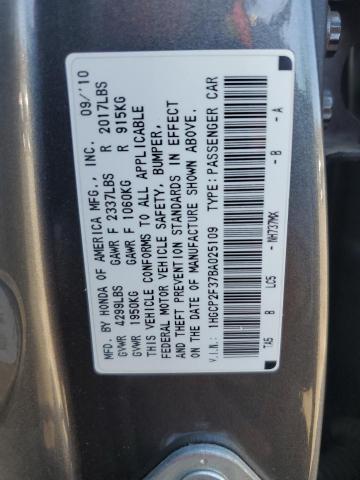 MFD. BY HONDA OF AMERICA MFG., INC. 09/'10
GVWR 4299LBS GAWR F 2337LBS R 2017LBS
GVWR 1950KG GAWR F 1060KG R 915KG
THIS VEHICLE CONFORMS TO ALL APPLICABLE
FEDERAL MOTOR VEHICLE SAFETY, BUMPER,
AND THEFT PREVENTION STANDARDS IN EFFECT
ON THE DATE OF MANUFACTURE SHOWN ABOVE.
V.I.N.: 1HGCP2F37BA025109 TYPE: PASSENGER CAR
TA5 B LC5 - NH737MX - B - A